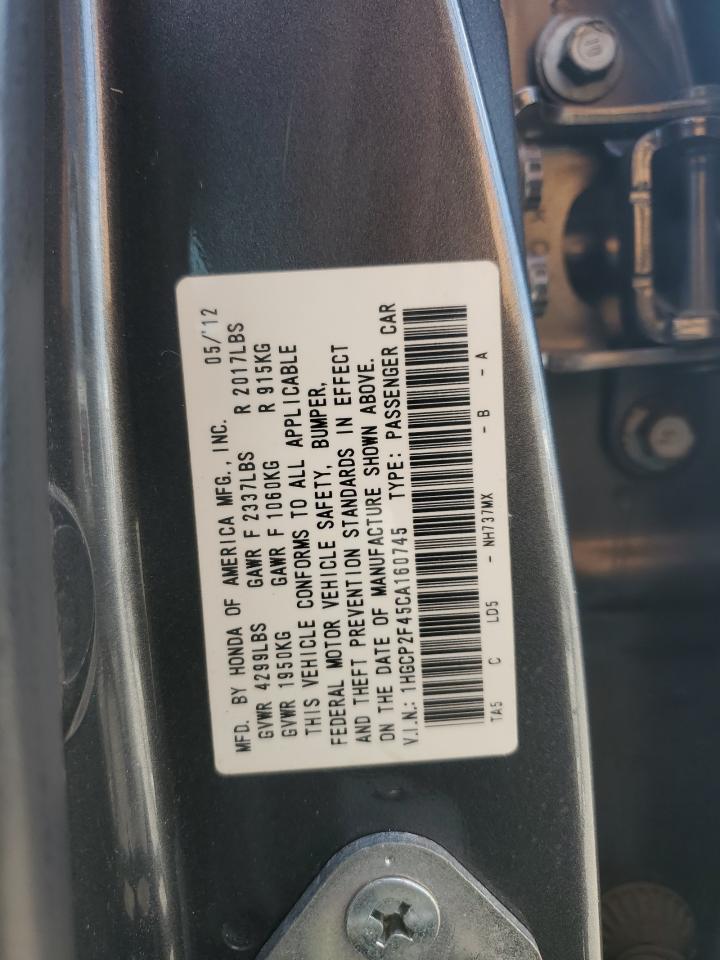 MFD. BY HONDA OF AMERICA MFG., INC. 05/'12
GVWR 4299LBS GAWR F 2337LBS R 2017LBS
GVWR 1950KG GAWR F 1060KG R 915KG
THIS VEHICLE CONFORMS TO ALL APPLICABLE
FEDERAL MOTOR VEHICLE SAFETY, BUMPER,
AND THEFT PREVENTION STANDARDS IN EFFECT
ON THE DATE OF MANUFACTURE SHOWN ABOVE.
V.I.N.: 1HGCP2F45CA160745 TYPE: PASSENGER CAR
TA5 C LD5 - NH737MX - B - A